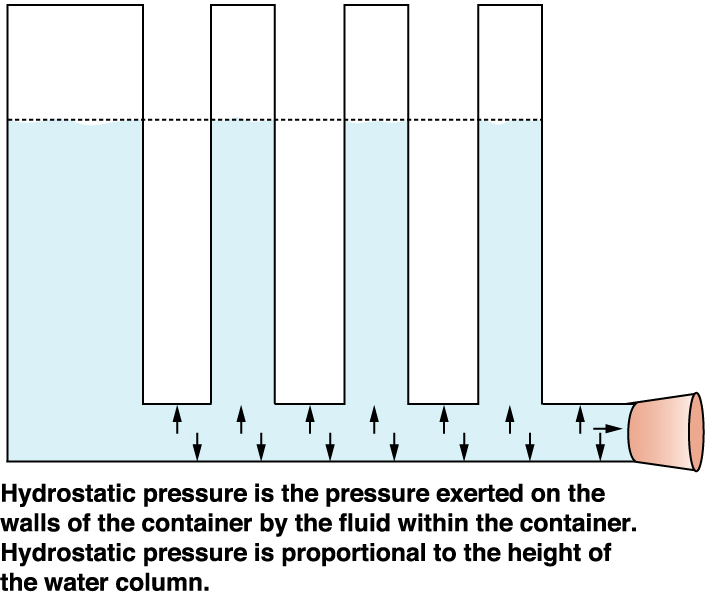 Hydrostatic pressure is the pressure exerted on the
walls of the container by the fluid within the container.
Hydrostatic pressure is proportional to the height of
the water column.